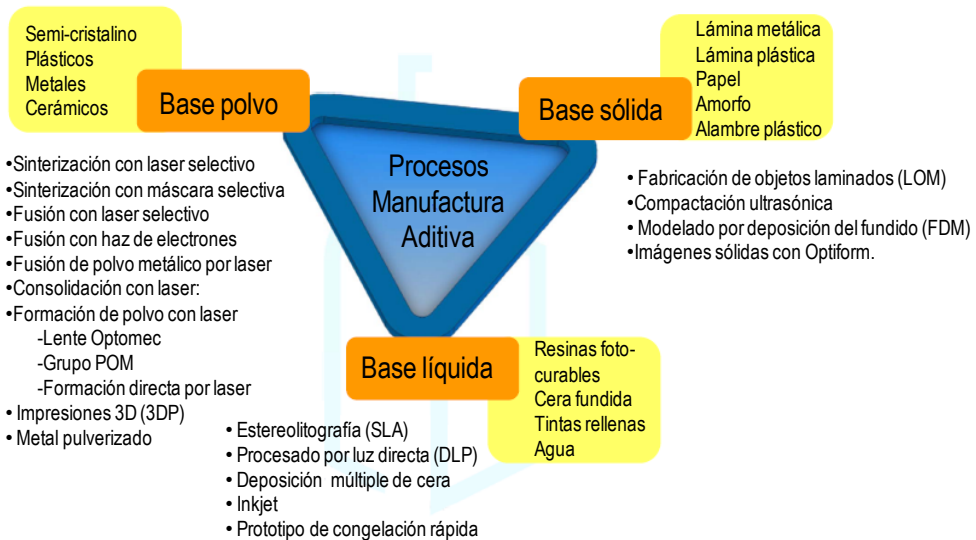 Semi-cristalino
Plásticos
Metales
Cerámicos
Base polvo
•Sinterización con laser selectivo
•Sinterización con máscara selectiva
•Fusión con laser selectivo
•Fusión con haz de electrones
•Fusión de polvo metálico por laser
•Consolidación con laser:
•Formación de polvo con laser
-Lente Optomec
-Grupo POM
-Formación directa por laser
• Impresiones 3D (3DP)
• Metal pulverizado
Procesos
Manufactura
Aditiva
Lámina metálica
Lámina plástica
Papel
Amorfo
Alambre plástico
Base sólida
• Fabricación de objetos laminados (LOM)
•Compactación ultrasónica
• Modelado por deposición del fundido (FDM)
•Imágenes sólidas con Optiform.
Base líquida
Resinas foto-
curables
Cera fundida
Tintas rellenas
Agua
• Estereolitografía (SLA)
• Procesado por luz directa (DLP)
• Deposición múltiple de cera
• Inkjet
• Prototipo de congelación rápida